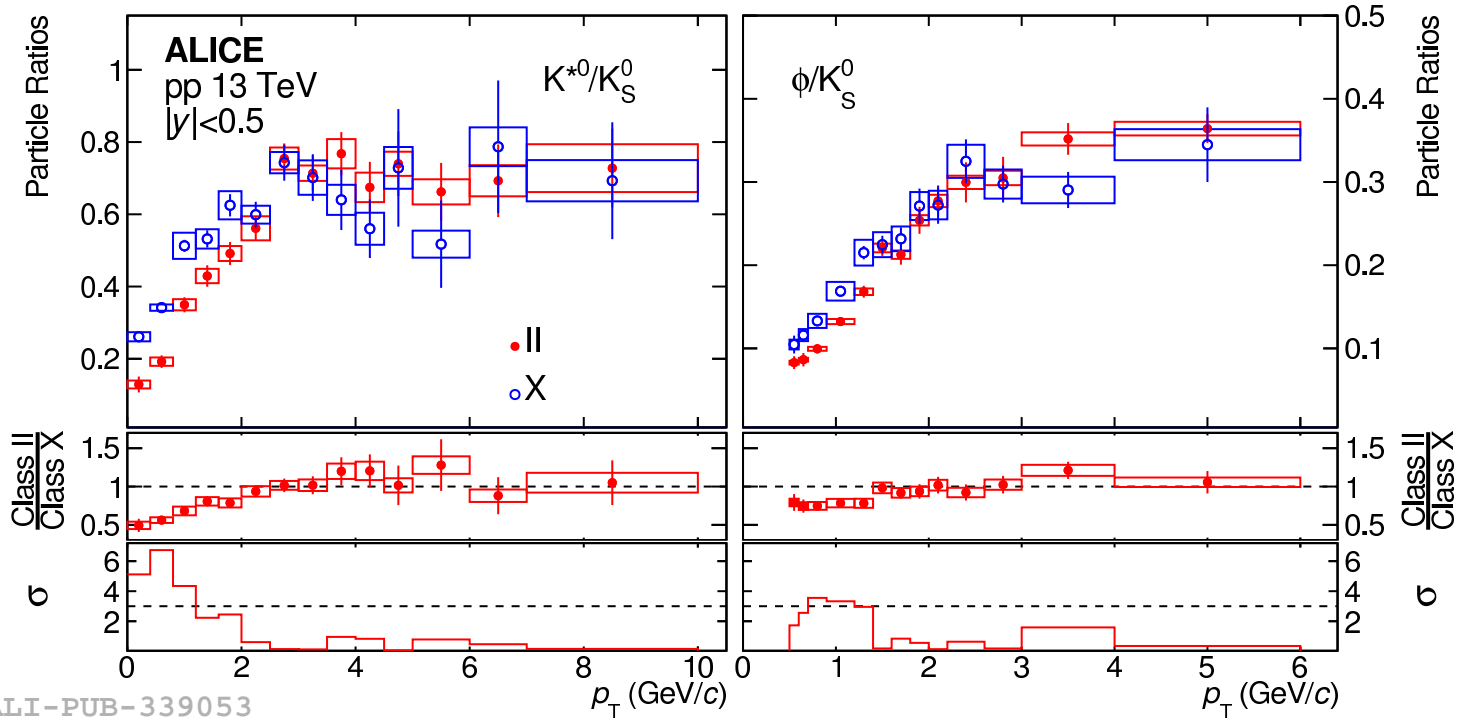 ALICE
pp 13 TeV
|y|<0.5
K*0/K0S
ϕ/K0S
Particle Ratios
Particle Ratios
1
0.8
0.6
0.4
0.2
II
X
0.5
0.4
0.3
0.2
0.1
Class II
Class X
1.5
1
0.5
1.5
1
0.5
Class II
Class X
σ
6
4
2
6
4
2
σ
0 2 4 6 8 10
pT (GeV/c)
0 1 2 3 4 5 6
pT (GeV/c)
ALI-PUB-339053